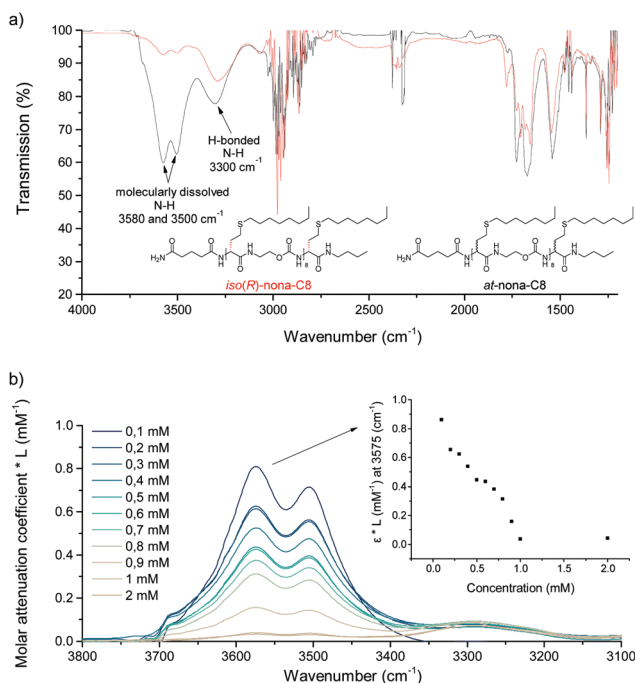 a)
Transmission (%)
100
90
80
70
60
50
40
30
20
H-bonded
N-H
3300 cm⁻¹
molecularly dissolved
N-H
3580 and 3500 cm⁻¹
S
S
H₂N
O
O
N
H
O
H
N
O
O
N
H
8
O
H
N
iso(R)-nona-C8
S
S
H₂N
O
O
N
H
O
H
N
O
O
N
H
8
O
H
N
at-nona-C8
4000 3500 3000 2500 2000 1500
Wavenumber (cm⁻¹)
b)
Molar attenuation coefficient * L (mM⁻¹)
1.0
0.8
0.6
0.4
0.2
0.0
0,1 mM
0,2 mM
0,3 mM
0,4 mM
0,5 mM
0,6 mM
0,7 mM
0,8 mM
0,9 mM
1 mM
2 mM
ε * L (mM⁻¹) at 3575 (cm⁻¹)
1.0
0.8
0.6
0.4
0.2
0.0
0.0 0.5 1.0 1.5 2.0
Concentration (mM)
3800 3700 3600 3500 3400 3300 3200 3100
Wavenumber (cm⁻¹)